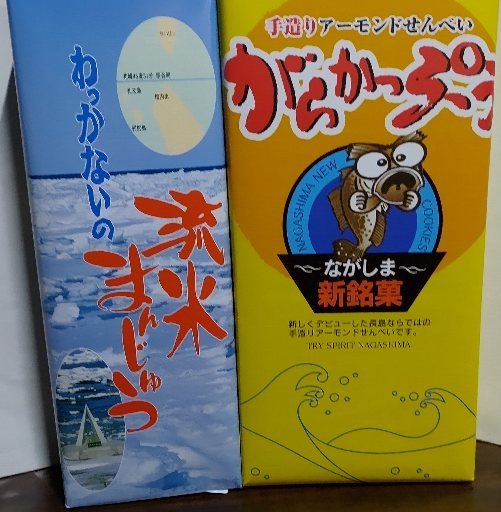 わっかないの
流氷
まんじゅう
手造りアーモンドせんべい
がらかっぷう
NAGASHIMA NEW COOKIES
ながしま
新銘菓
新しくデビューした長島ならではの
手造りアーモンドせんべいです。
TRY SPIRIT NAGASHIMA